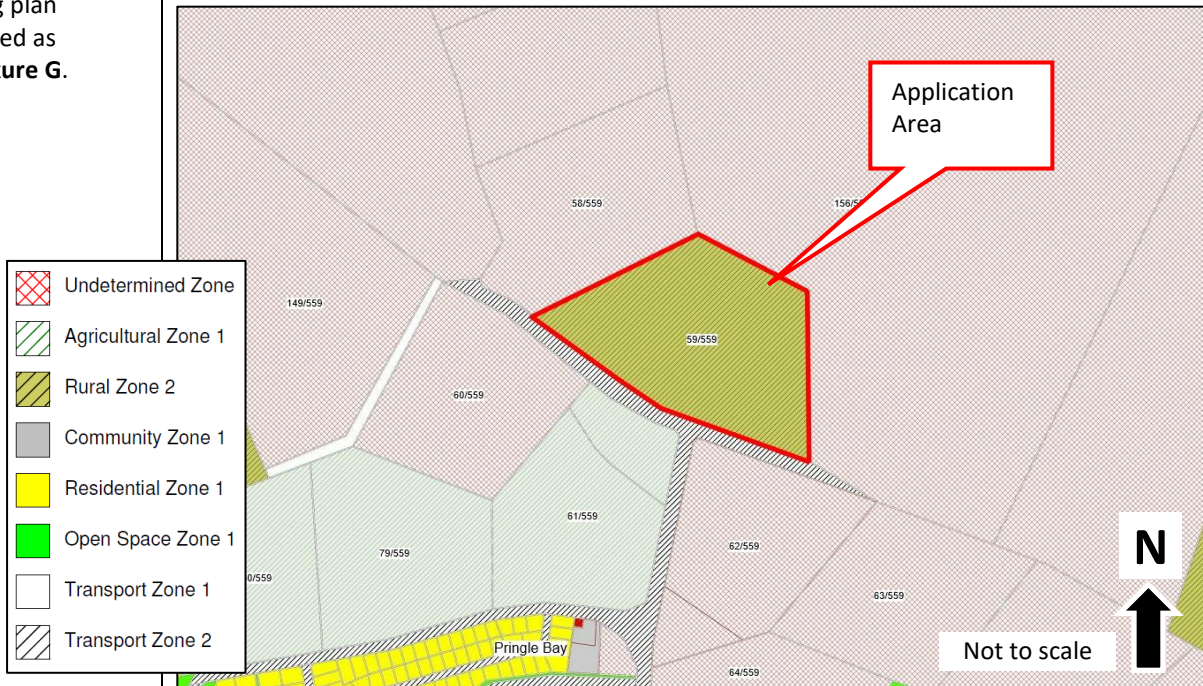 g plan
ed as
ure G.
Application
Area
58/559
149/559
59/559
60/559
61/559
79/559
0/559
62/559
63/559
64/559
Pringle Bay
Undetermined Zone
Agricultural Zone 1
Rural Zone 2
Community Zone 1
Residential Zone 1
Open Space Zone 1
Transport Zone 1
Transport Zone 2
N
Not to scale